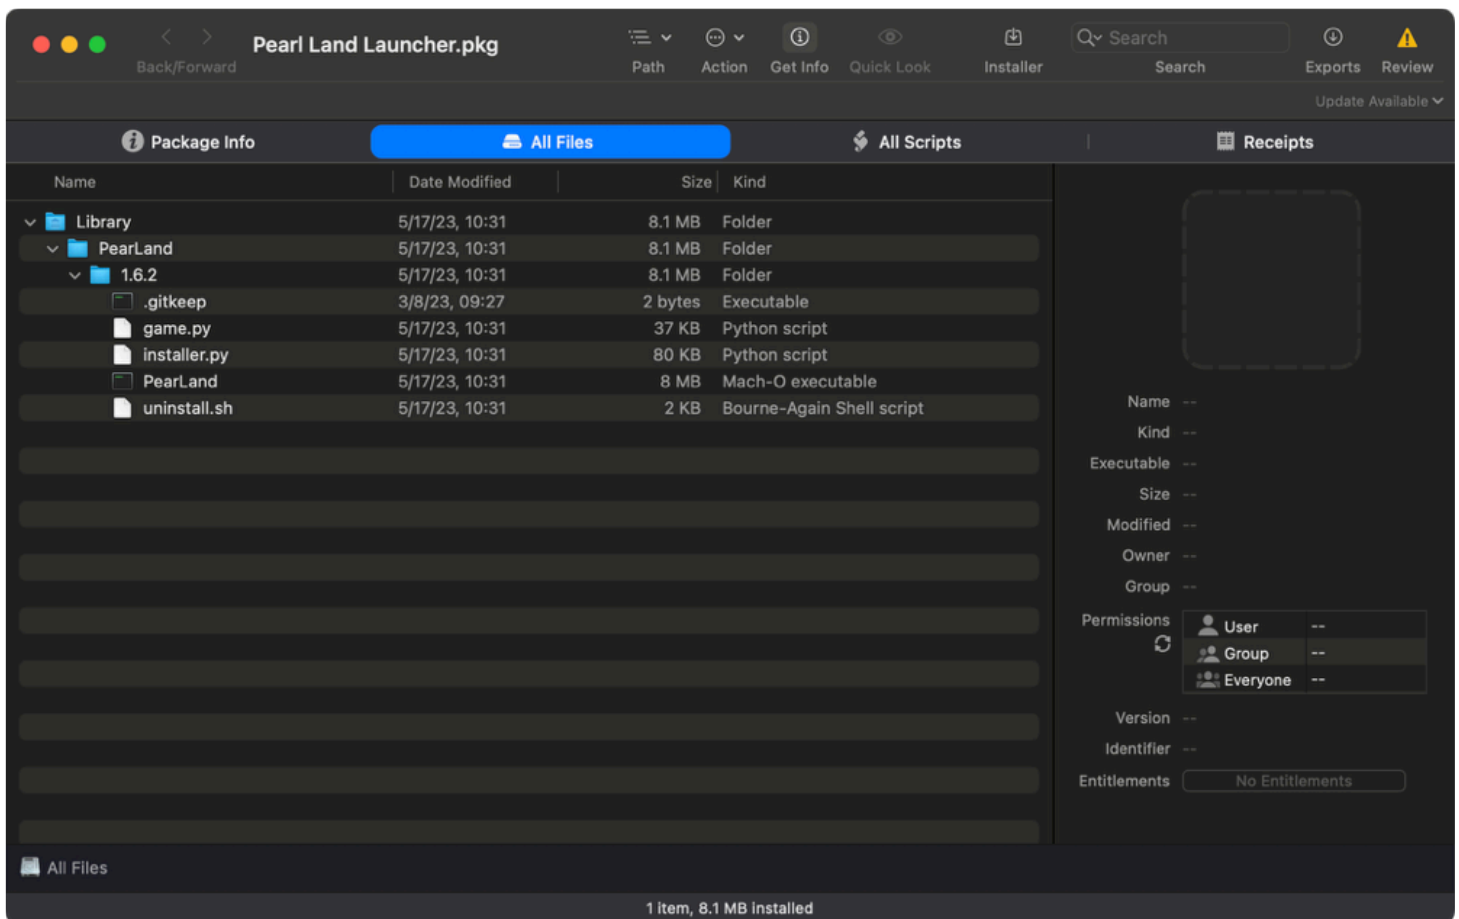 Pearl Land Launcher.pkg
Back/Forward Path Action Get Info Quick Look Installer Search Exports Review
Search
Update Available
Package Info All Files All Scripts Receipts
Name Date Modified Size Kind
Library 5/17/23, 10:31 8.1 MB Folder
PearLand 5/17/23, 10:31 8.1 MB Folder
1.6.2 5/17/23, 10:31 8.1 MB Folder
.gitkeep 3/8/23, 09:27 2 bytes Executable
game.py 5/17/23, 10:31 37 KB Python script
installer.py 5/17/23, 10:31 80 KB Python script
PearLand 5/17/23, 10:31 8 MB Mach-O executable
uninstall.sh 5/17/23, 10:31 2 KB Bourne-Again Shell script
Name --
Kind --
Executable --
Size --
Modified --
Owner --
Group --
Permissions User --
Group --
Everyone --
Version --
Identifier --
Entitlements No Entitlements
All Files
1 item, 8.1 MB installed